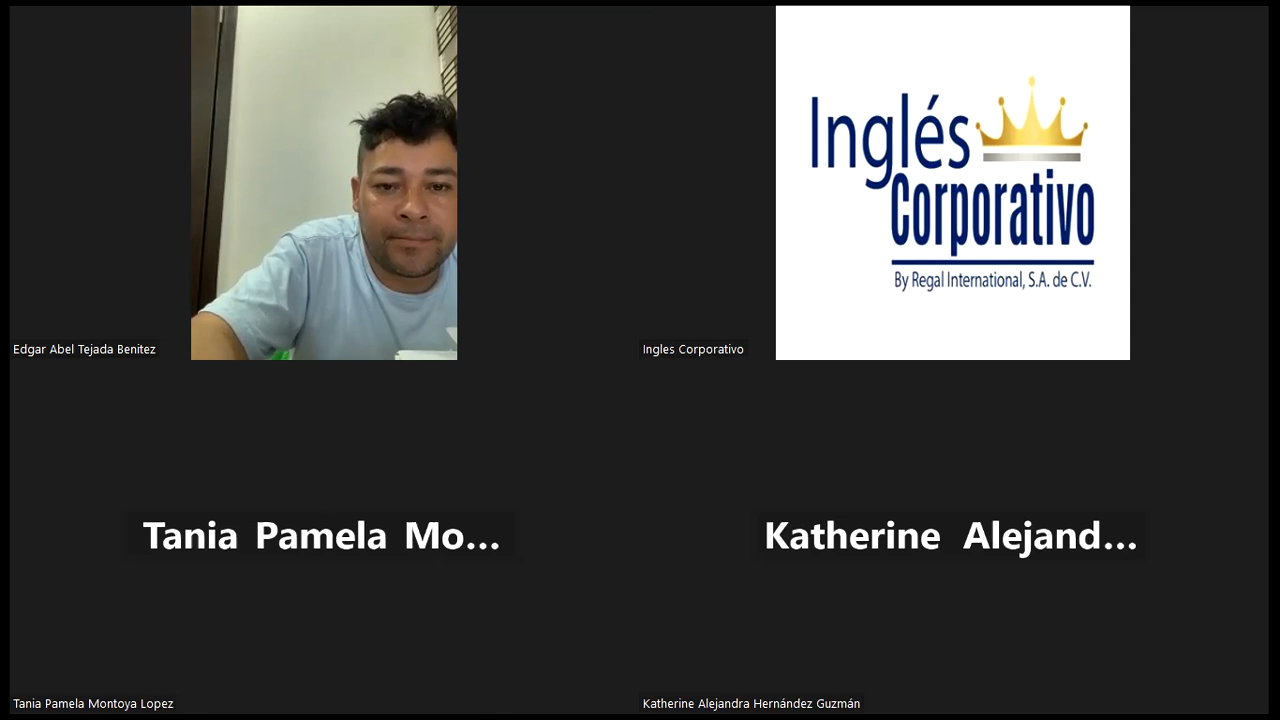 Inglés
Corporativo
By Regal International, S.A. de C.V.
Edgar Abel Tejada Benitez
Ingles Corporativo
Tania Pamela Mo...
Katherine Alejand...
Tania Pamela Montoya Lopez
Katherine Alejandra Hernández Guzmán